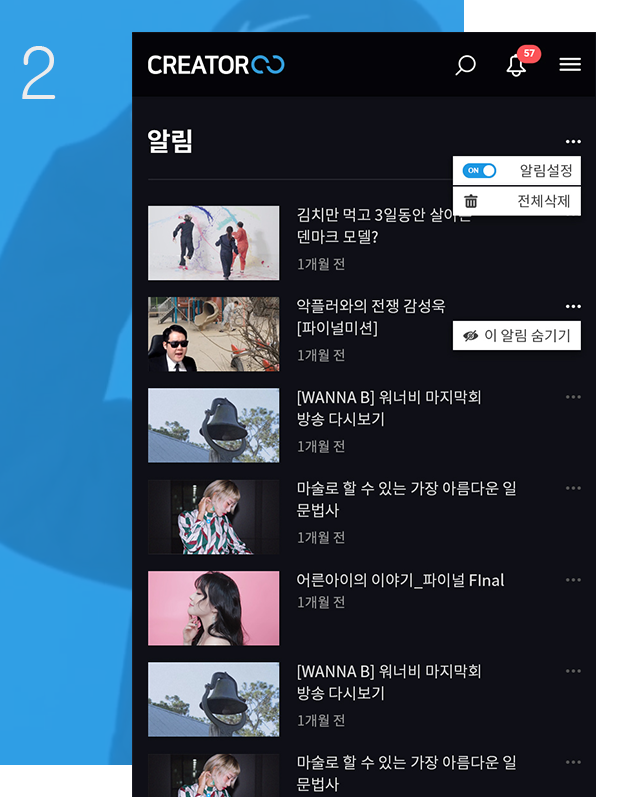 2
CREATOR
57
알림
ON 알림설정
전체삭제
김치만 먹고 3일동안 살아
덴마크 모델?
1개월 전
악플러와의 전쟁 감성욱
[파이널미션]
1개월 전
이 알림 숨기기
[WANNA B] 워너비 마지막회
방송 다시보기
1개월 전
마술로 할 수 있는 가장 아름다운 일
문법사
1개월 전
어른아이의 이야기_파이널 FInal
1개월 전
[WANNA B] 워너비 마지막회
방송 다시보기
1개월 전
마술로 할 수 있는 가장 아름다운 일
문법사